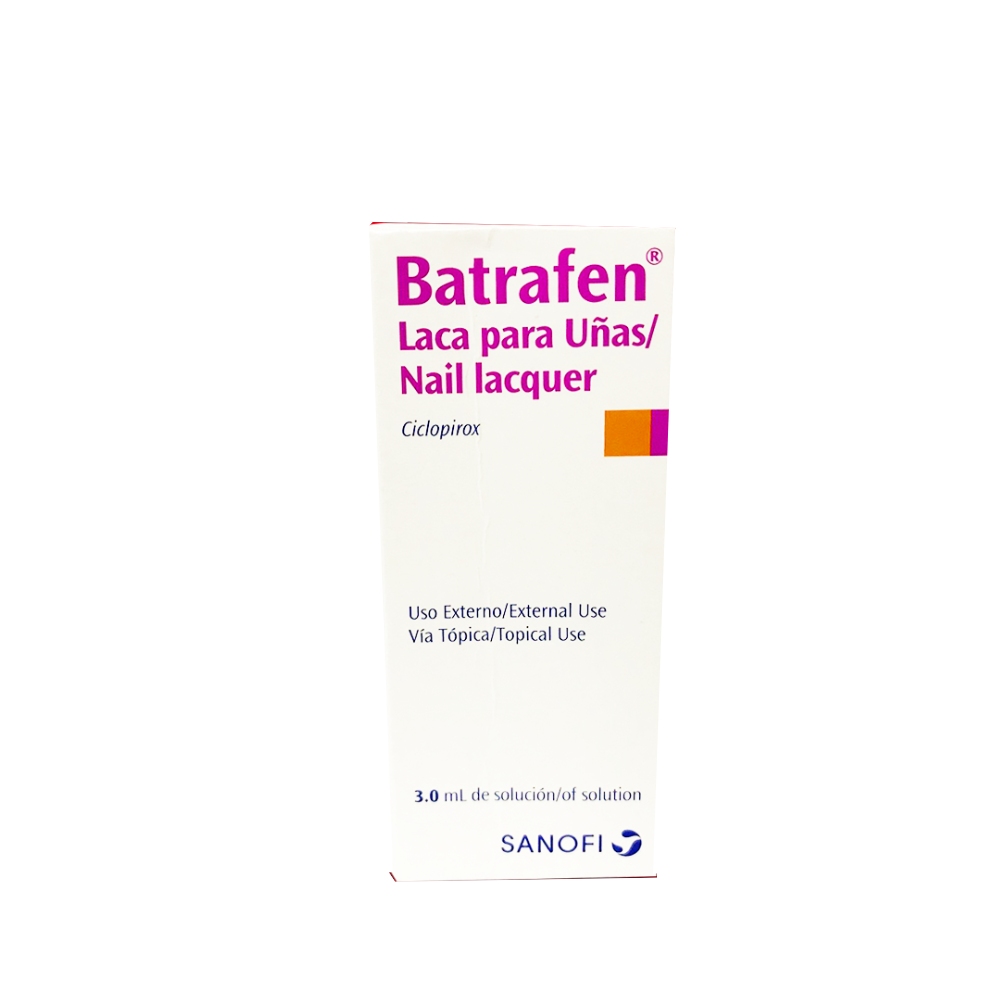 Batrafen®
Laca para Uñas/
Nail lacquer
Ciclopirox
Uso Externo/External Use
Vía Tópica/Topical Use
3.0 mL de solución/of solution
SANOFI